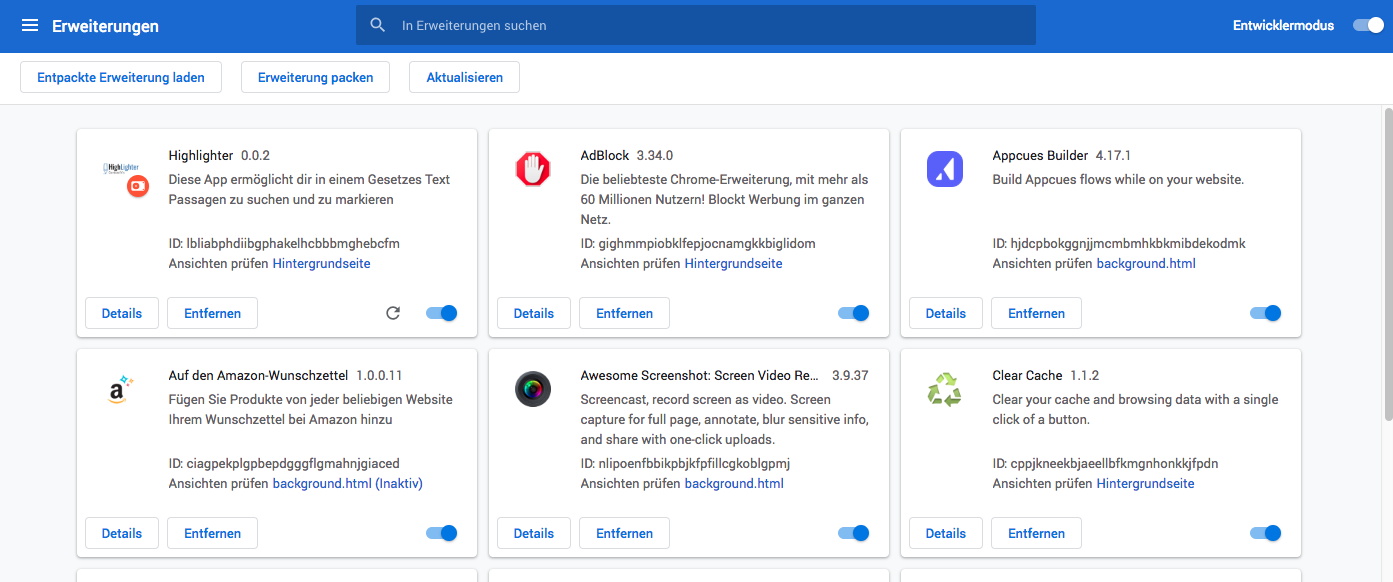 Erweiterungen
In Erweiterungen suchen
Entwicklermodus
Entpackte Erweiterung laden
Erweiterung packen
Aktualisieren
HighLighter
Highlighter 0.0.2
Diese App ermöglicht dir in einem Gesetzes Text
Passagen zu suchen und zu markieren
ID: lbliabphdiibgphakelhcbbbmghebcfm
Ansichten prüfen Hintergrundseite
Details
Entfernen
AdBlock 3.34.0
Die beliebteste Chrome-Erweiterung, mit mehr als
60 Millionen Nutzern! Blockt Werbung im ganzen
Netz.
ID: gighmmpiobklfepjocnamgkkbiglidom
Ansichten prüfen Hintergrundseite
Details
Entfernen
Appcues Builder 4.17.1
Build Appcues flows while on your website.
ID: hjdcpbokggnjjmcmbmhkbkmibdekodmk
Ansichten prüfen background.html
Details
Entfernen
a
Auf den Amazon-Wunschzettel 1.0.0.11
Fügen Sie Produkte von jeder beliebigen Website
Ihrem Wunschzettel bei Amazon hinzu
ID: ciagpekplgpbepdgggflgmahnjgiaced
Ansichten prüfen background.html (Inaktiv)
Details
Entfernen
Awesome Screenshot: Screen Video Re... 3.9.37
Screencast, record screen as video. Screen
capture for full page, annotate, blur sensitive info,
and share with one-click uploads.
ID: nlipoenfbbikpbjkfpfillcgkoblgpmj
Ansichten prüfen background.html
Details
Entfernen
Clear Cache 1.1.2
Clear your cache and browsing data with a single
click of a button.
ID: cppjkneekbjaeellbfkmgnhonkkjfpdn
Ansichten prüfen Hintergrundseite
Details
Entfernen